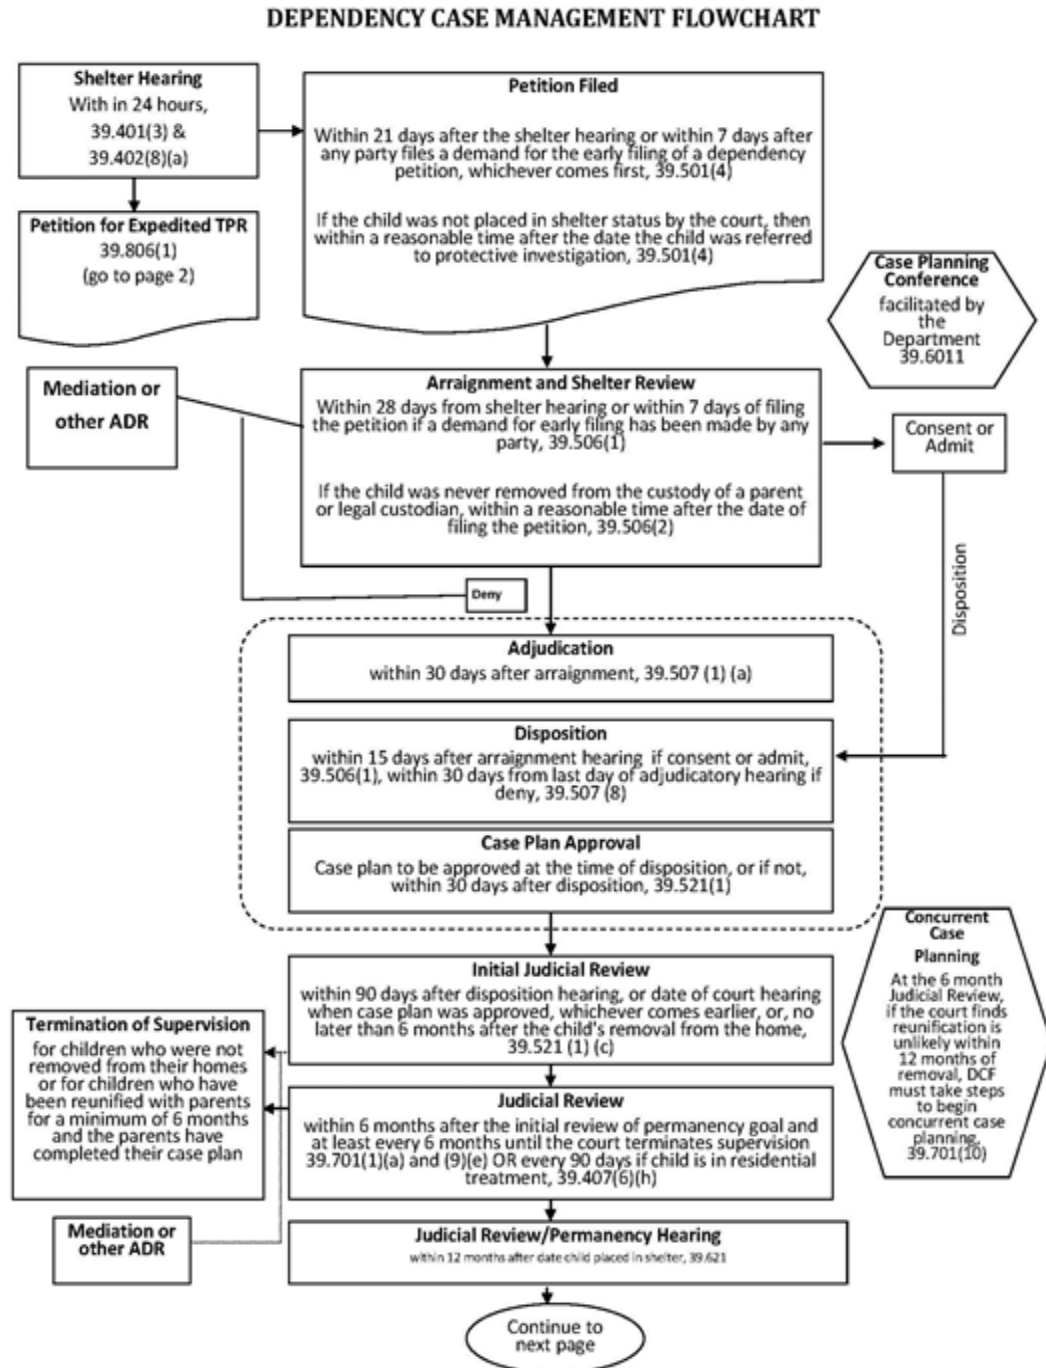 DEPENDENCY CASE MANAGEMENT FLOWCHART
Shelter Hearing
With in 24 hours,
39.401(3) &
39.402(8)(a)
Petition Filed
Within 21 days after the shelter hearing or within 7 days after
any party files a demand for the early filing of a dependency
petition, whichever comes first, 39.501(4)
If the child was not placed in shelter status by the court, then
within a reasonable time after the date the child was referred
to protective investigation, 39.501(4)
Petition for Expedited TPR
39.806(1)
(go to page 2)
Case Planning
Conference
facilitated by
the
Department
39.6011
Mediation or
other ADR
Arraignment and Shelter Review
Within 28 days from shelter hearing or within 7 days of filing
the petition if a demand for early filing has been made by any
party, 39.506(1)
If the child was never removed from the custody of a parent
or legal custodian, within a reasonable time after the date of
filing the petition, 39.506(2)
Consent or
Admit
Disposition
Deny
Adjudication
within 30 days after arraignment, 39.507 (1) (a)
Disposition
within 15 days after arraignment hearing if consent or admit,
39.506(1), within 30 days from last day of adjudicatory hearing if
deny, 39.507 (8)
Case Plan Approval
Case plan to be approved at the time of disposition, or if not,
within 30 days after disposition, 39.521(1)
Concurrent
Case
Planning
At the 6 month
Judicial Review,
if the court finds
reunification is
unlikely within
12 months of
removal, DCF
must take steps
to begin
concurrent case
planning,
39.701(10)
Initial Judicial Review
within 90 days after disposition hearing, or date of court hearing
when case plan was approved, whichever comes earlier, or, no
later than 6 months after the child's removal from the home,
39.521 (1) (c)
Termination of Supervision
for children who were not
removed from their homes
or for children who have
been reunified with parents
for a minimum of 6 months
and the parents have
completed their case plan
Judicial Review
within 6 months after the initial review of permanency goal and
at least every 6 months until the court terminates supervision
39.701(1)(a) and (9)(e) OR every 90 days if child is in residential
treatment, 39.407(6)(h)
Mediation or
other ADR
Judicial Review/Permanency Hearing
within 12 months after date child placed in shelter, 39.621
Continue to
next page